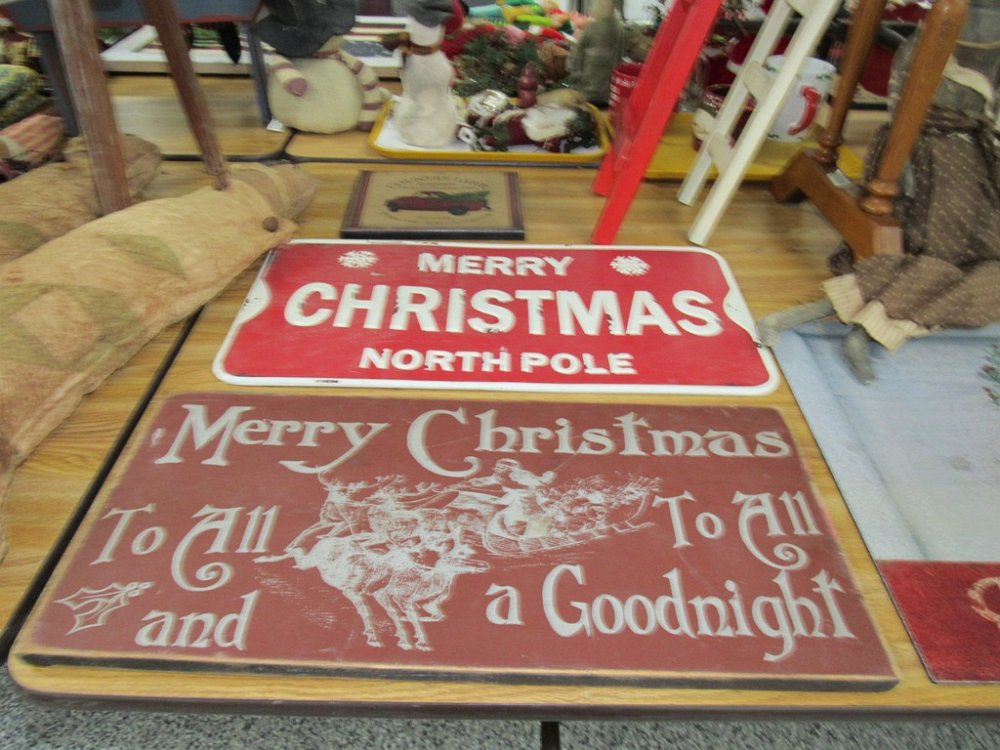 MERRY
CHRISTMAS
NORTH POLE
Merry Christmas
To All To All
and a Goodnight